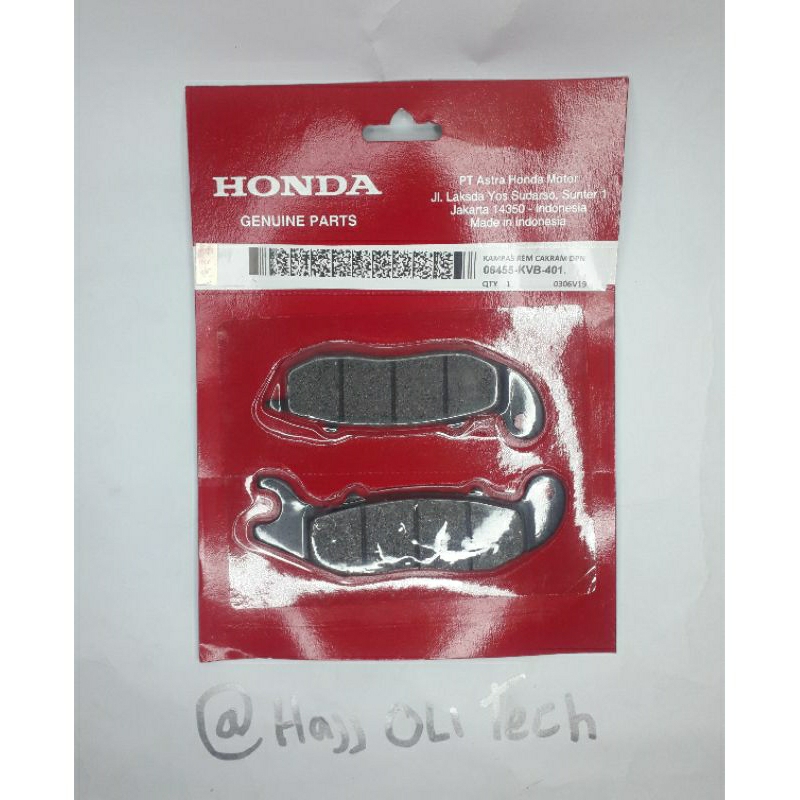 HONDA
GENUINE PARTS
PT Astra Honda Motor
Jl. Laksda Yos Sudarso, Sunter 1
Jakarta 14350 - Indonesia
Made in Indonesia
KAMPAS REM CAKRAM DPN
06455-KVB-401.
QTY 1 0306V19
@Hajj OLi Tech